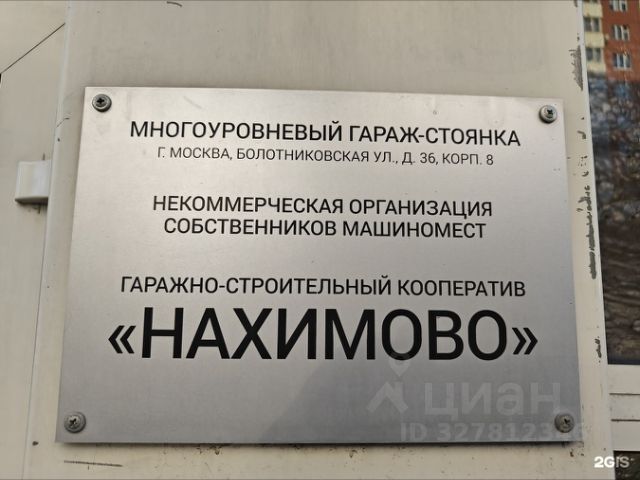 МНОГОУРОВНЕВЫЙ ГАРАЖ-СТОЯНКА
Г. МОСКВА, БОЛОТНИКОВСКАЯ УЛ., Д. 36, КОРП. 8
НЕКОММЕРЧЕСКАЯ ОРГАНИЗАЦИЯ
СОБСТВЕННИКОВ МАШИНОМЕСТ
ГАРАЖНО-СТРОИТЕЛЬНЫЙ КООПЕРАТИВ
«НАХИМОВО»
циан
ID
2GIS